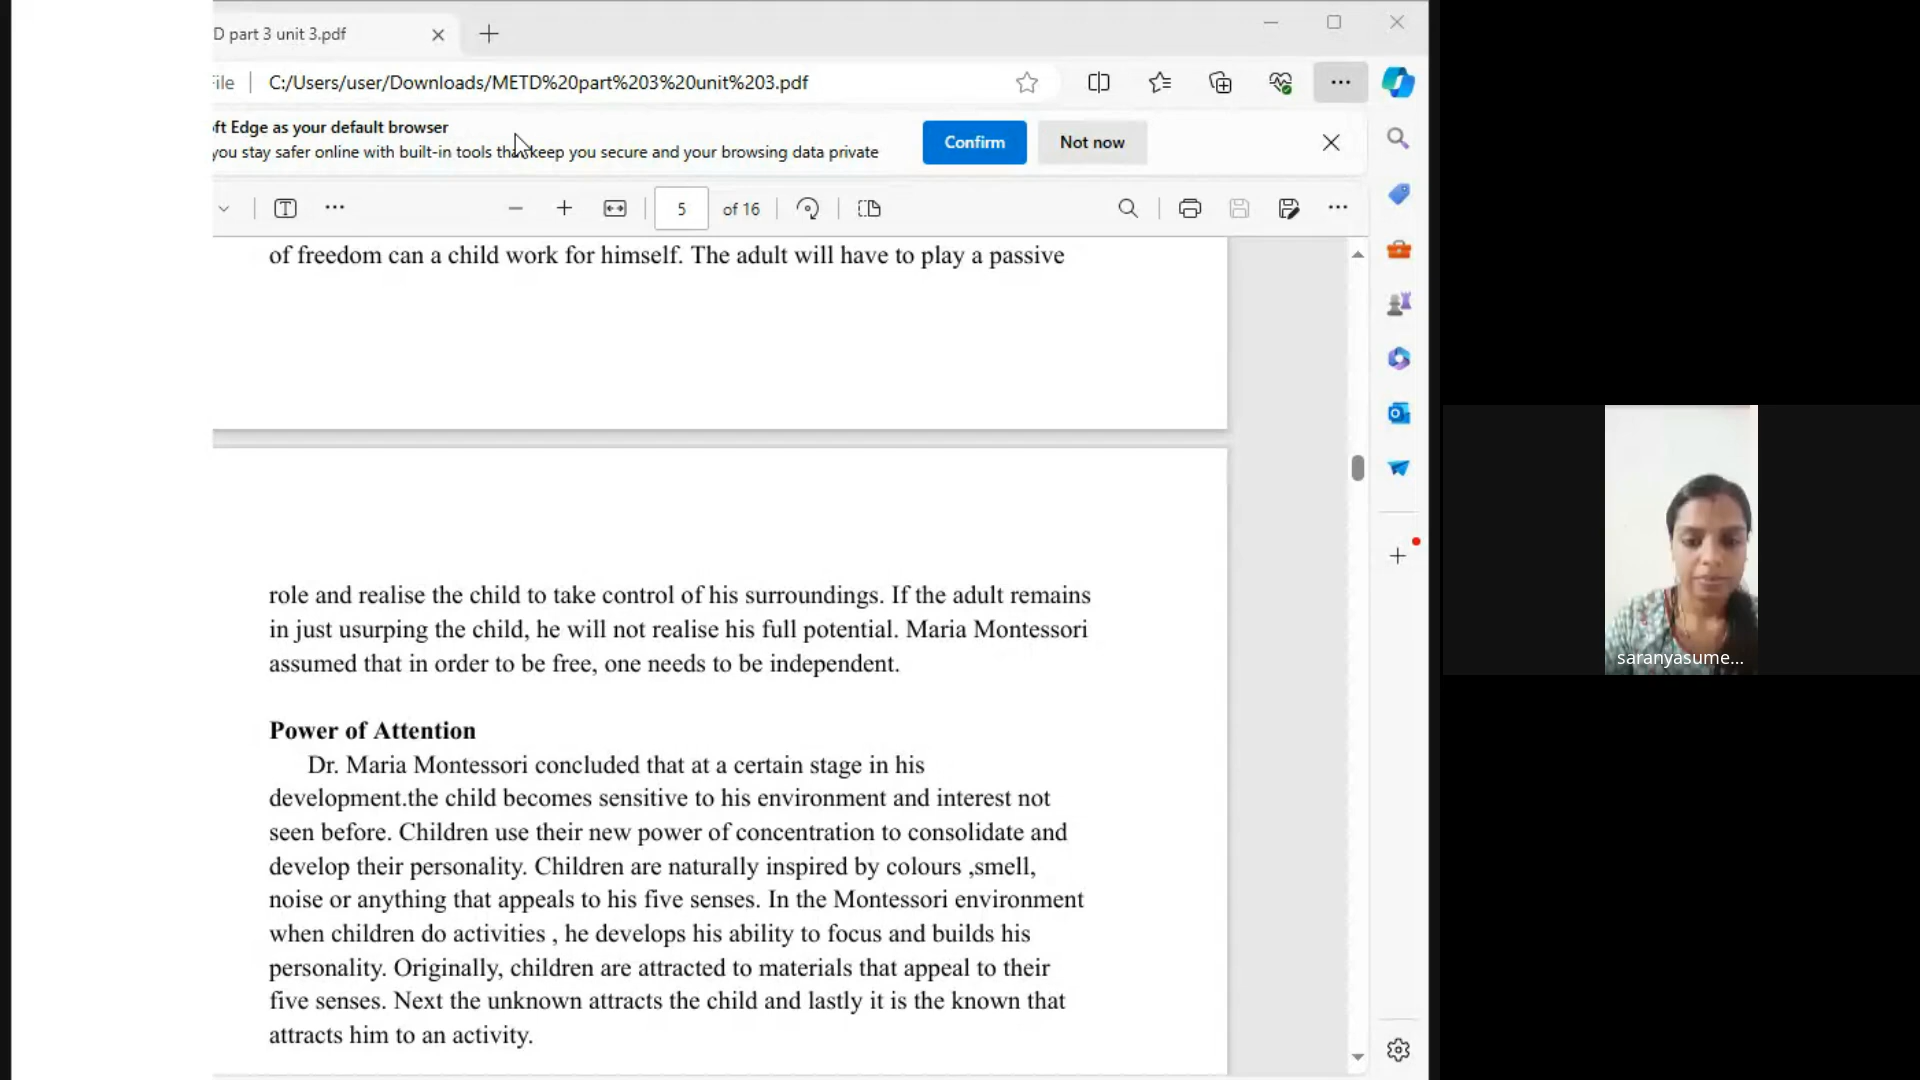 D part 3 unit 3.pdf
File C:/Users/user/Downloads/METD%20part%203%20unit%203.pdf
ft Edge as your default browser
you stay safer online with built-in tools that keep you secure and your browsing data private
Confirm
Not now
5 of 16
of freedom can a child work for himself. The adult will have to play a passive
role and realise the child to take control of his surroundings. If the adult remains
in just usurping the child, he will not realise his full potential. Maria Montessori
assumed that in order to be free, one needs to be independent.
Power of Attention
Dr. Maria Montessori concluded that at a certain stage in his
development.the child becomes sensitive to his environment and interest not
seen before. Children use their new power of concentration to consolidate and
develop their personality. Children are naturally inspired by colours ,smell,
noise or anything that appeals to his five senses. In the Montessori environment
when children do activities , he develops his ability to focus and builds his
personality. Originally, children are attracted to materials that appeal to their
five senses. Next the unknown attracts the child and lastly it is the known that
attracts him to an activity.
saranyasume...